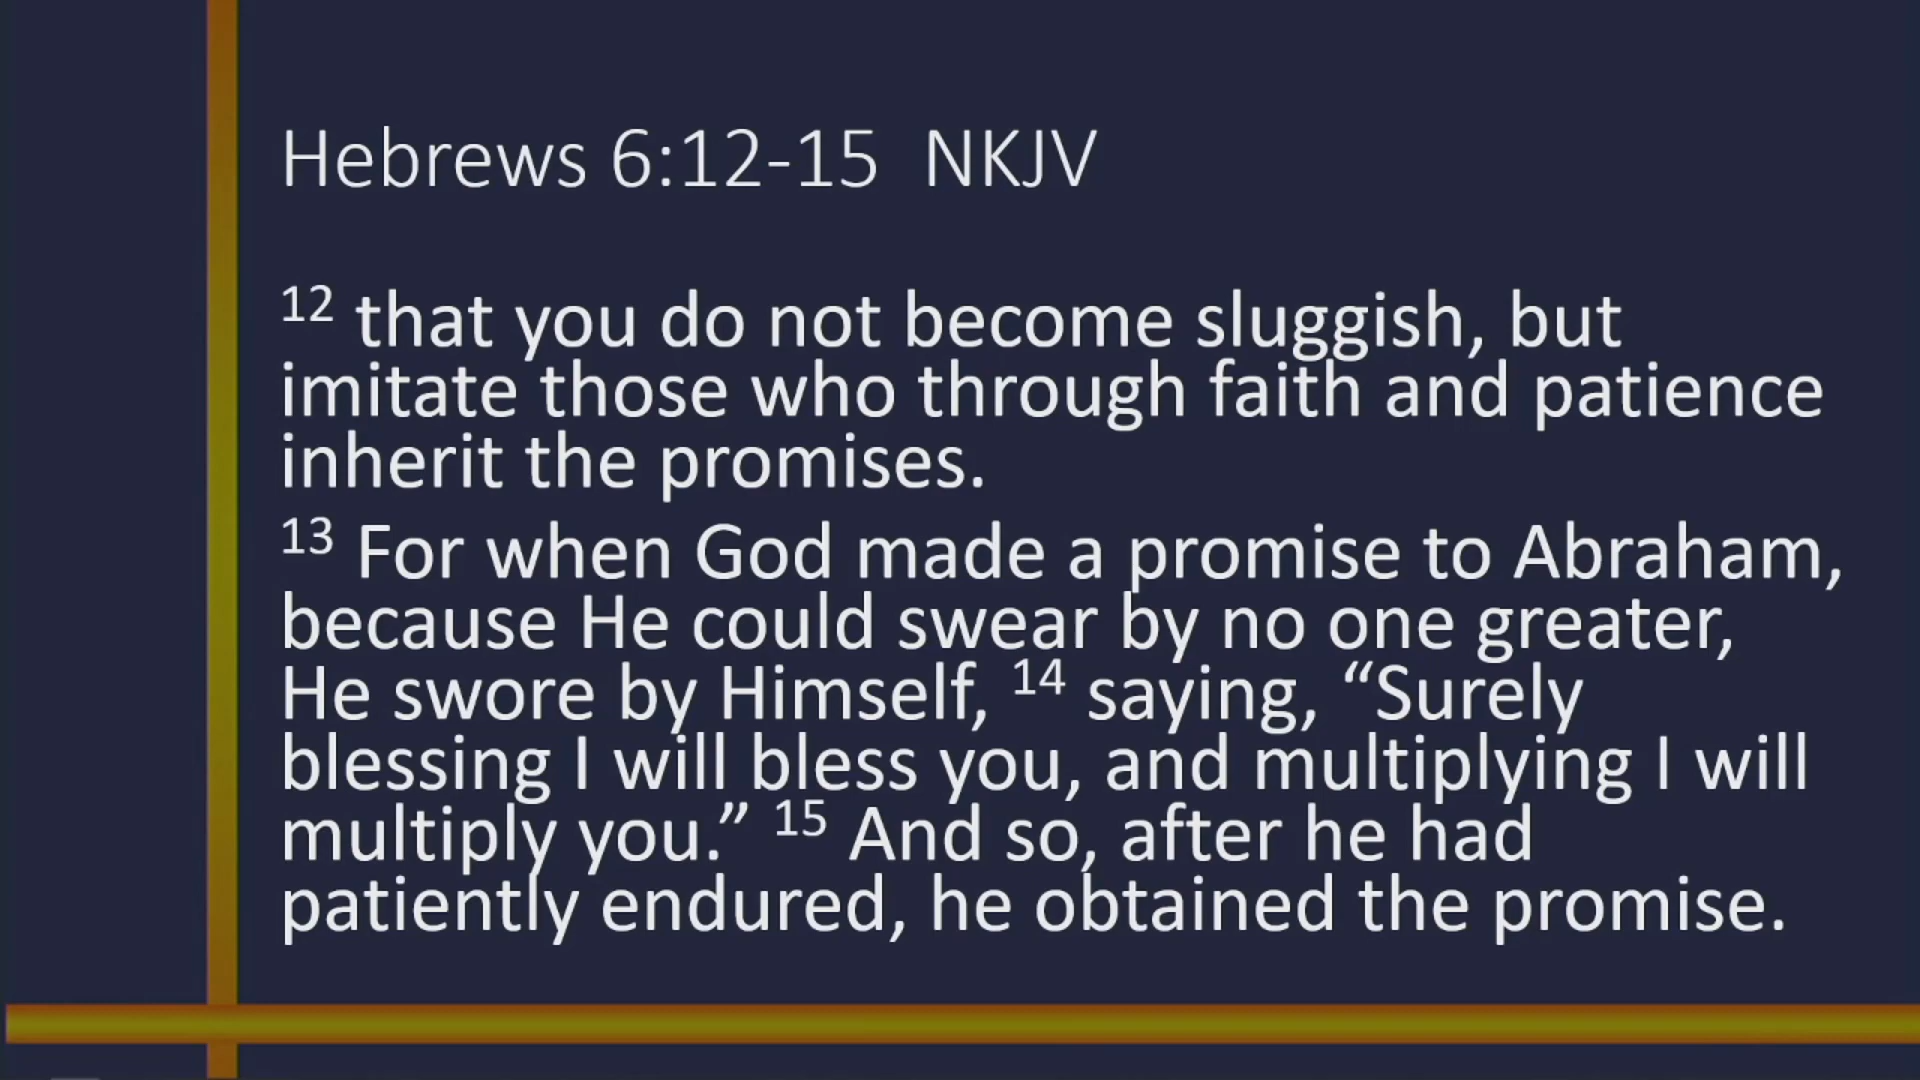 Hebrews 6:12-15  NKJV
12 that you do not become sluggish, but
imitate those who through faith and patience
inherit the promises.
13 For when God made a promise to Abraham,
because He could swear by no one greater,
He swore by Himself, 14 saying, “Surely
blessing I will bless you, and multiplying I will
multiply you.” 15 And so, after he had
patiently endured, he obtained the promise.